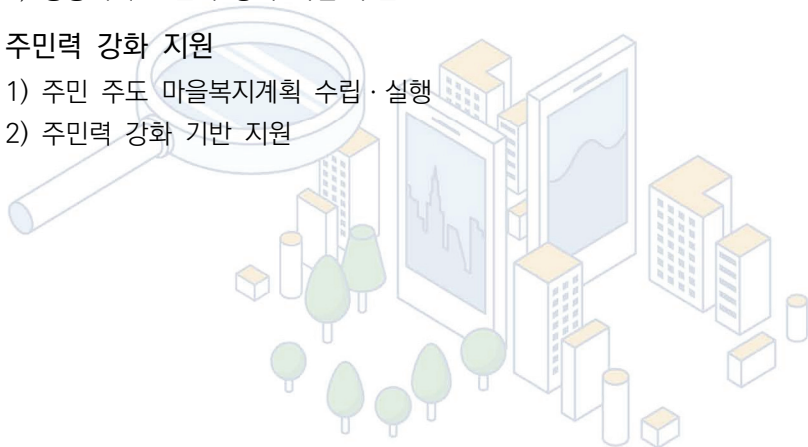 주민력 강화 지원
1) 주민 주도 마을복지계획 수립 · 실행
2) 주민력 강화 기반 지원